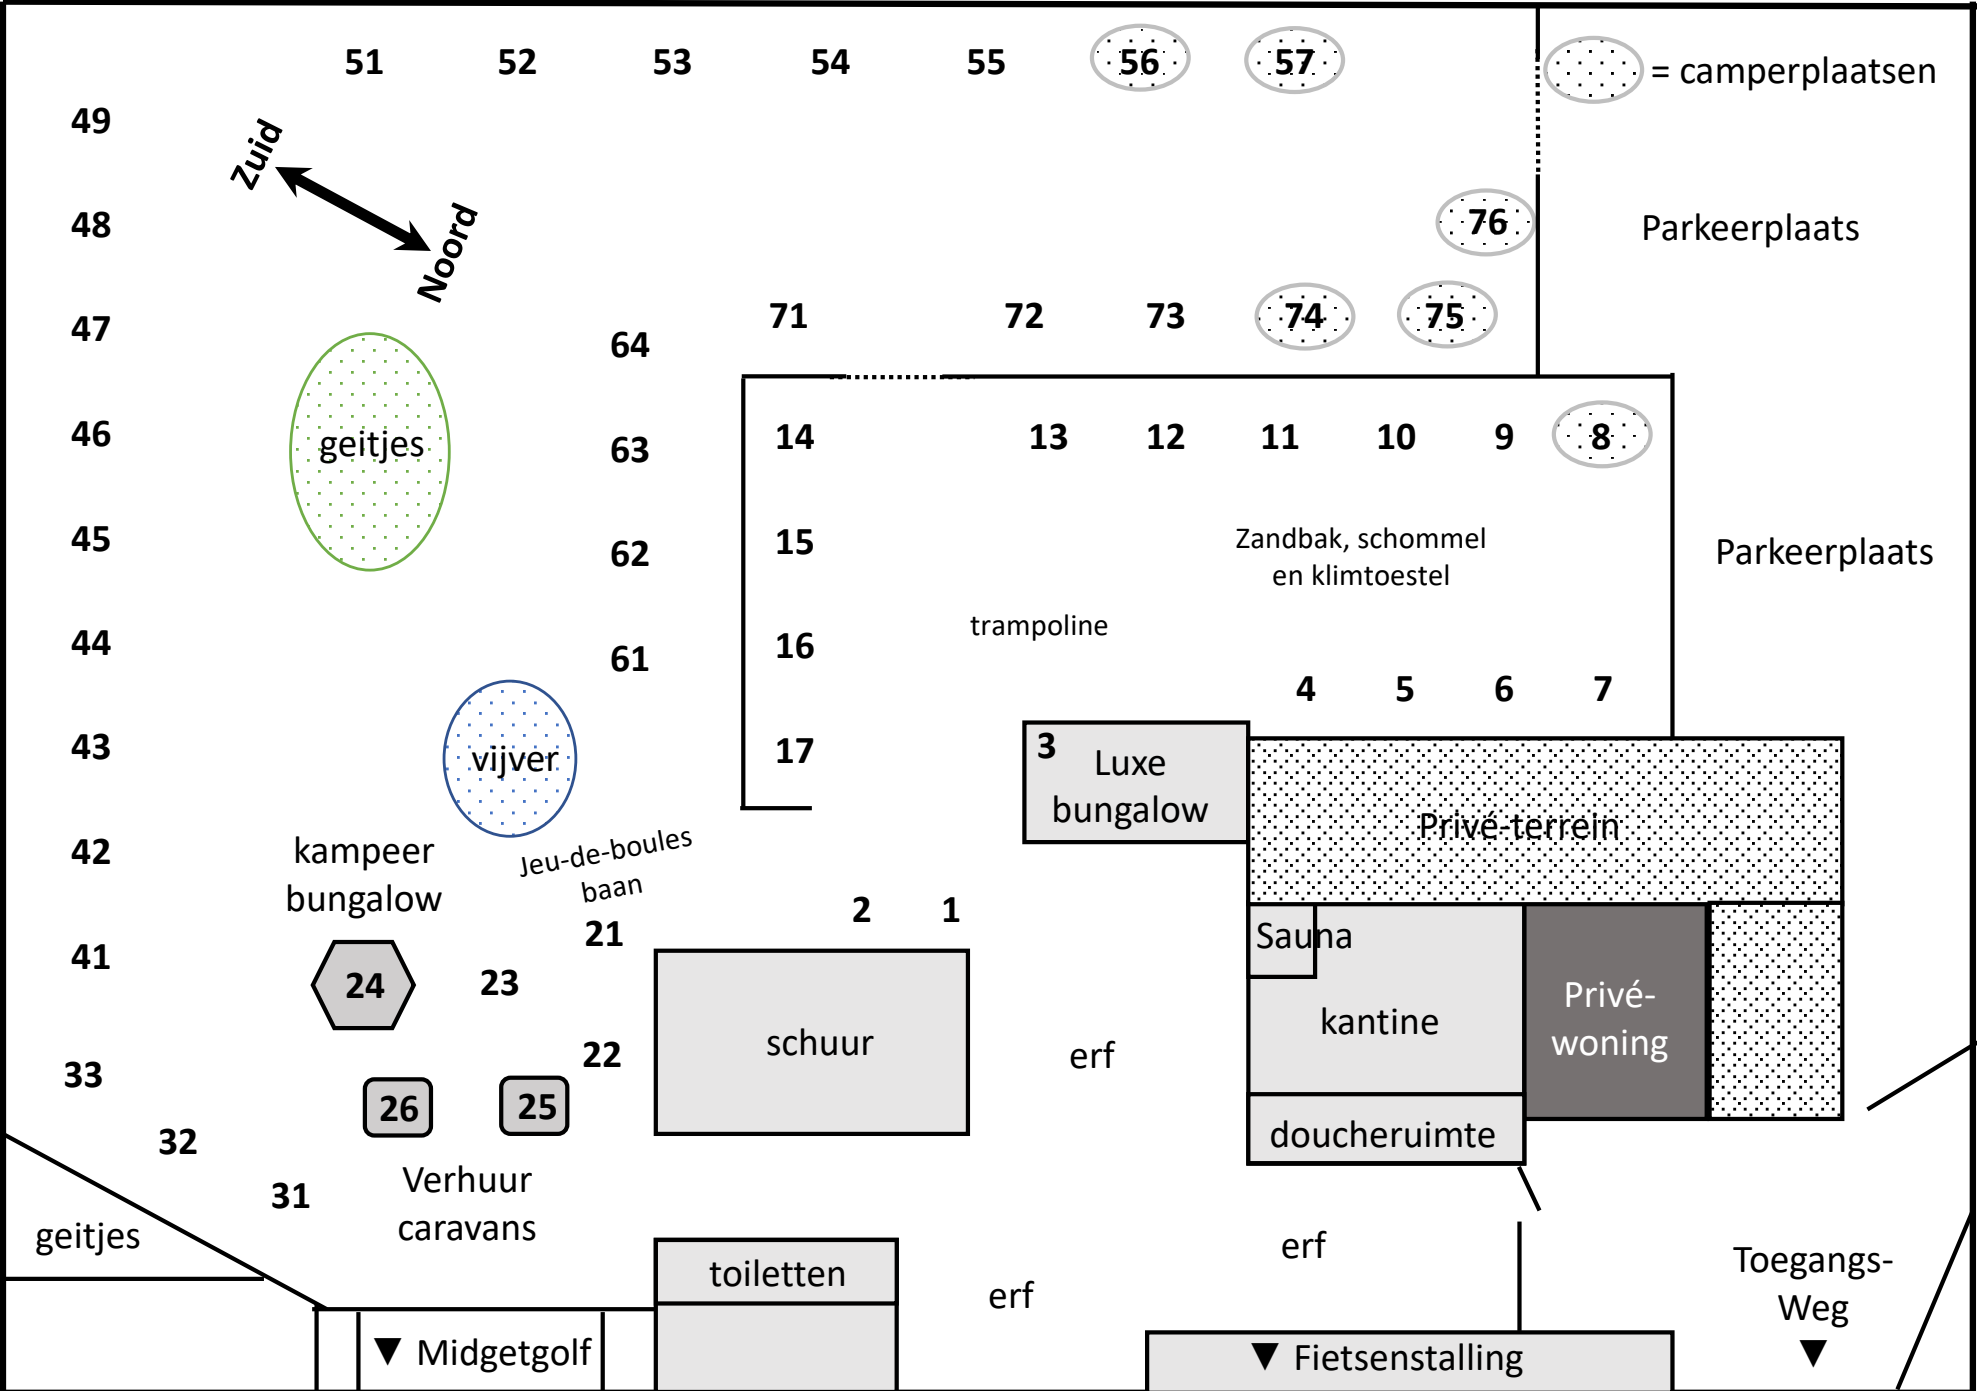 51 52 53 54 55 56 57 = camperplaatsen
49
Zuid
48 76 Parkeerplaats
Noord
47 64 71 72 73 74 75
46 geitjes 63 14 13 12 11 10 9 8
45 62 15 Zandbak, schommel
en klimtoestel
Parkeerplaats
44 61 16 trampoline
4 5 6 7
43 vijver 17 3 Luxe
bungalow
Privé-terrein
42 kampeer
bungalow
Jeu-de-boules
baan
2 1
21
Sauna
41 24 23
22
schuur
erf
kantine
Privé-
woning
33 26 25
32
doucheruimte
31 Verhuur
caravans
geitjes
toiletten
erf
erf
Toegangs-
Weg
▼
▼ Midgetgolf
▼ Fietsenstalling